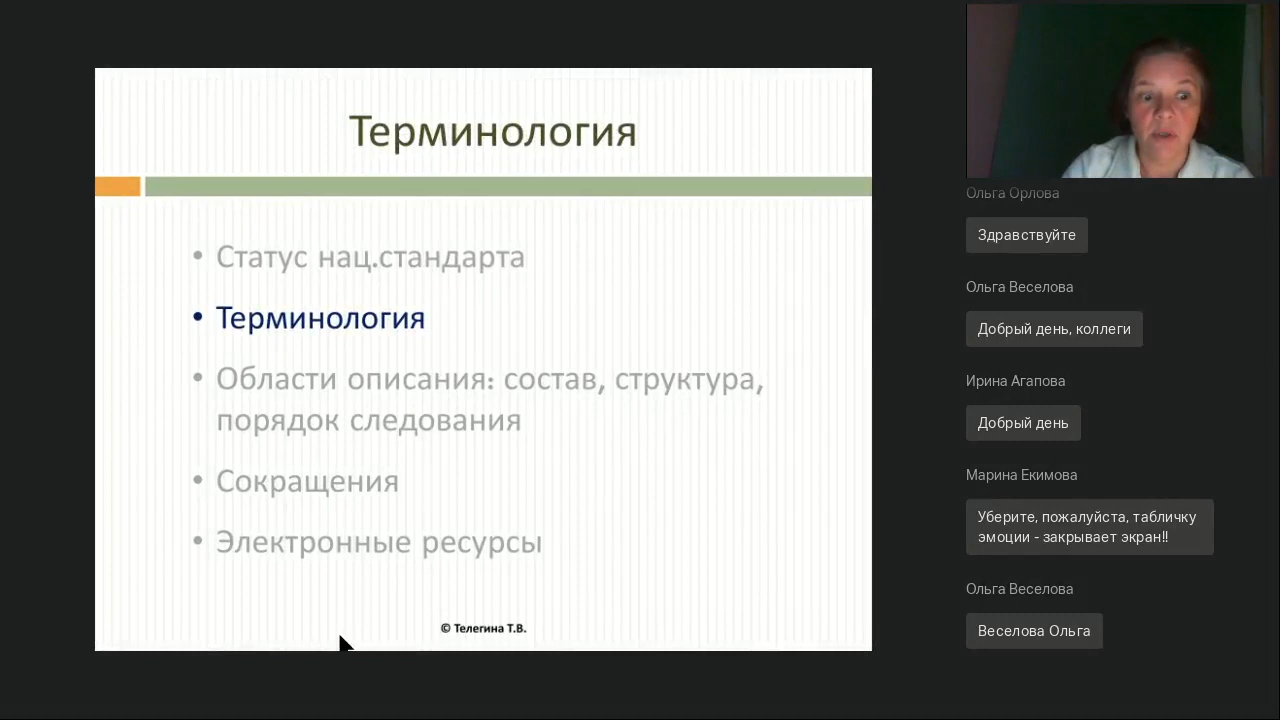 Терминология
• Статус нац.стандарта
• Терминология
• Области описания: состав, структура,
порядок следования
• Сокращения
• Электронные ресурсы
© Телегина Т.В.
Ольга Орлова
Здравствуйте
Ольга Веселова
Добрый день, коллеги
Ирина Агапова
Добрый день
Марина Екимова
Уберите, пожалуйста, табличку
эмоции - закрывает экран!!
Ольга Веселова
Веселова Ольга